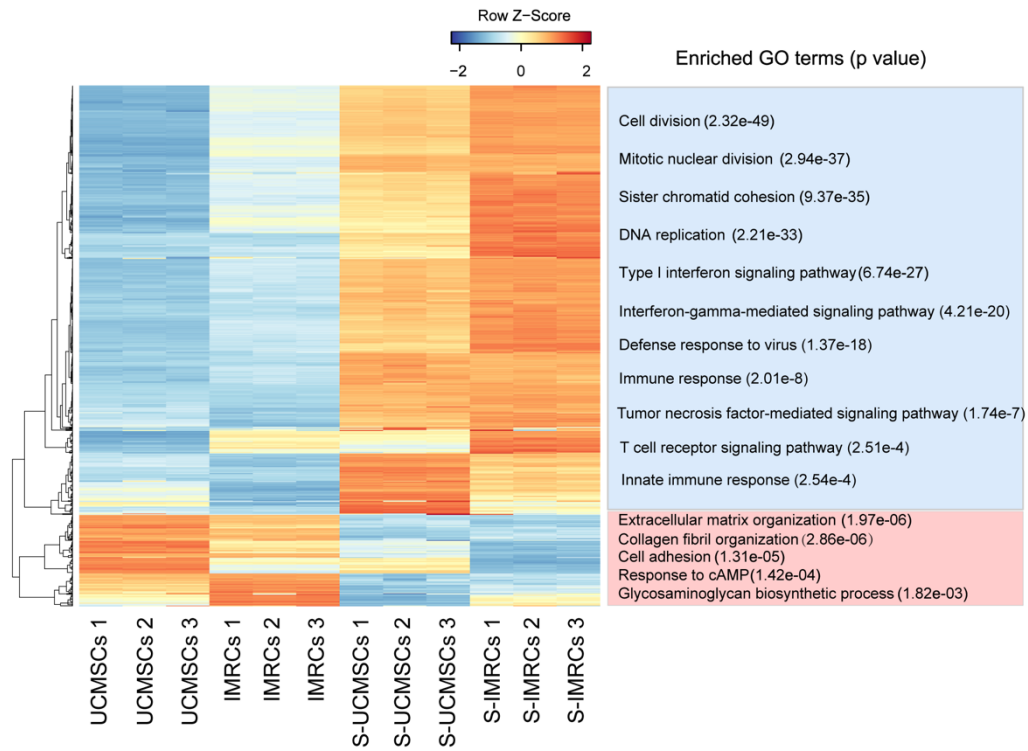 Row Z-Score
−2 0 2
Enriched GO terms (p value)
Cell division (2.32e-49)
Mitotic nuclear division (2.94e-37)
Sister chromatid cohesion (9.37e-35)
DNA replication (2.21e-33)
Type I interferon signaling pathway(6.74e-27)
Interferon-gamma-mediated signaling pathway (4.21e-20)
Defense response to virus (1.37e-18)
Immune response (2.01e-8)
Tumor necrosis factor-mediated signaling pathway (1.74e-7)
T cell receptor signaling pathway (2.51e-4)
Innate immune response (2.54e-4)
Extracellular matrix organization (1.97e-06)
Collagen fibril organization (2.86e-06)
Cell adhesion (1.31e-05)
Response to cAMP(1.42e-04)
Glycosaminoglycan biosynthetic process (1.82e-03)
UCMSCs 1
UCMSCs 2
UCMSCs 3
IMRCs 1
IMRCs 2
IMRCs 3
S-UCMSCs 1
S-UCMSCs 2
S-UCMSCs 3
S-IMRCs 1
S-IMRCs 2
S-IMRCs 3